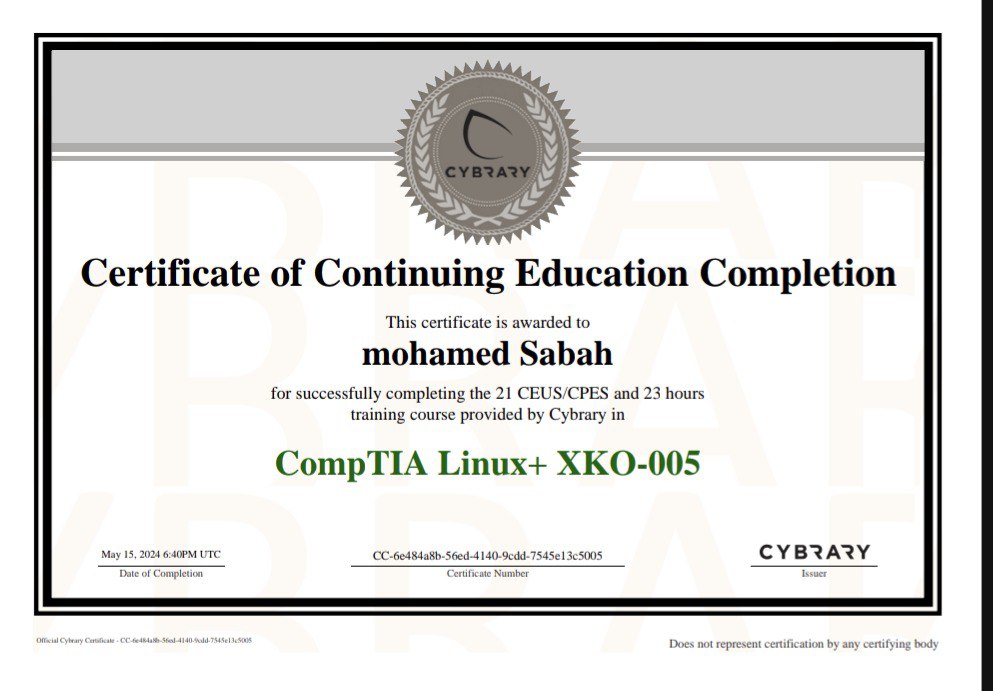 CYBRARY
Certificate of Continuing Education Completion
This certificate is awarded to
mohamed Sabah
for successfully completing the 21 CEUS/CPES and 23 hours
training course provided by Cybrary in
CompTIA Linux+ XKO-005
May 15, 2024 6:40PM UTC
Date of Completion
CC-6e484a8b-56ed-4140-9cdd-7545e13c5005
Certificate Number
CYBRARY
Issuer
Official Cybrary Certificate - CC-6e484a8b-56ed-4140-9cdd-7545e13c5005
Does not represent certification by any certifying body